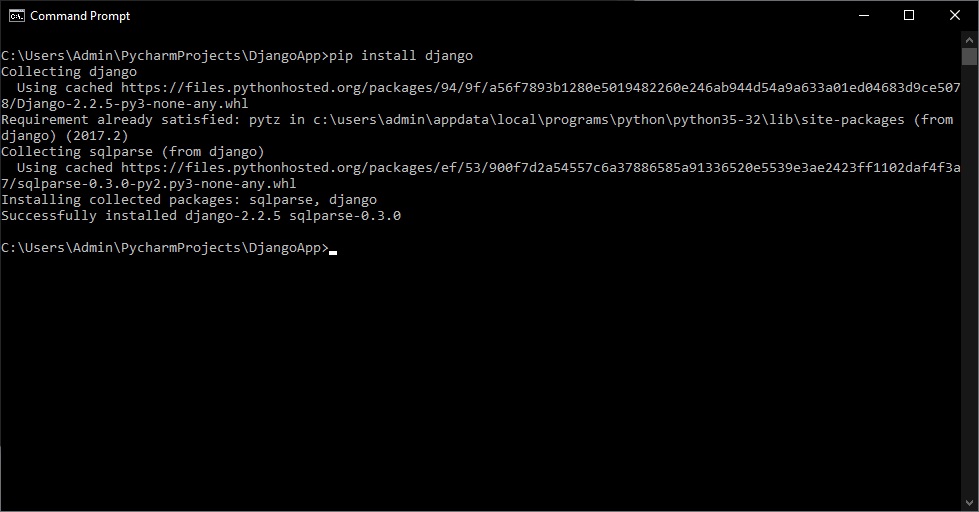 Command Prompt
C:\Users\Admin\PycharmProjects\DjangoApp>pip install django
Collecting django
  Using cached https://files.pythonhosted.org/packages/94/9f/a56f7893b1280e5019482260e246ab944d54a9a633a01ed04683d9ce507
8/Django-2.2.5-py3-none-any.whl
Requirement already satisfied: pytz in c:\users\admin\appdata\local\programs\python\python35-32\lib\site-packages (from
django) (2017.2)
Collecting sqlparse (from django)
  Using cached https://files.pythonhosted.org/packages/ef/53/900f7d2a54557c6a37886585a91336520e5539e3ae2423ff1102daf4f3a
7/sqlparse-0.3.0-py2.py3-none-any.whl
Installing collected packages: sqlparse, django
Successfully installed django-2.2.5 sqlparse-0.3.0
C:\Users\Admin\PycharmProjects\DjangoApp>